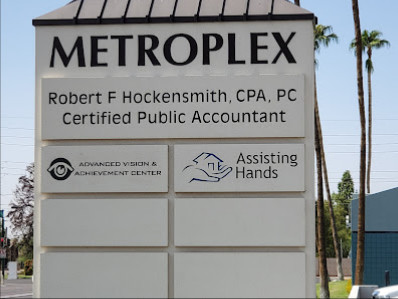 METROPLEX
Robert F Hockensmith, CPA, PC
Certified Public Accountant
ADVANCED VISION &
ACHIEVEMENT CENTER
Assisting
Hands